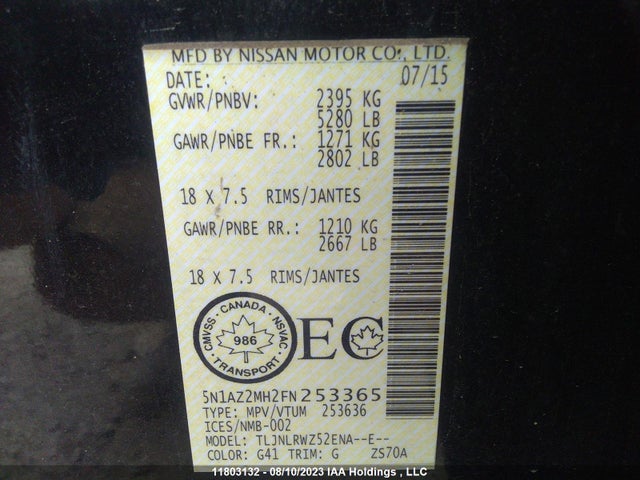 MFD BY NISSAN MOTOR CO., LTD.
DATE: 07/15
GVWR/PNBV: 2395 KG
5280 LB
GAWR/PNBE FR.: 1271 KG
2802 LB
18 X 7.5 RIMS/JANTES
GAWR/PNBE RR.: 1210 KG
2667 LB
18 X 7.5 RIMS/JANTES
CANADA
CMVSS
NSVAC
986
TRANSPORT
EC
5N1AZ2MH2FN253365
TYPE: MPV/VTUM 253636
ICES/NMB-002
MODEL: TLJNLRWZ52ENA--E--
COLOR: G41 TRIM: G ZS70A
11803132 - 08/10/2023 IAA Holdings , LLC